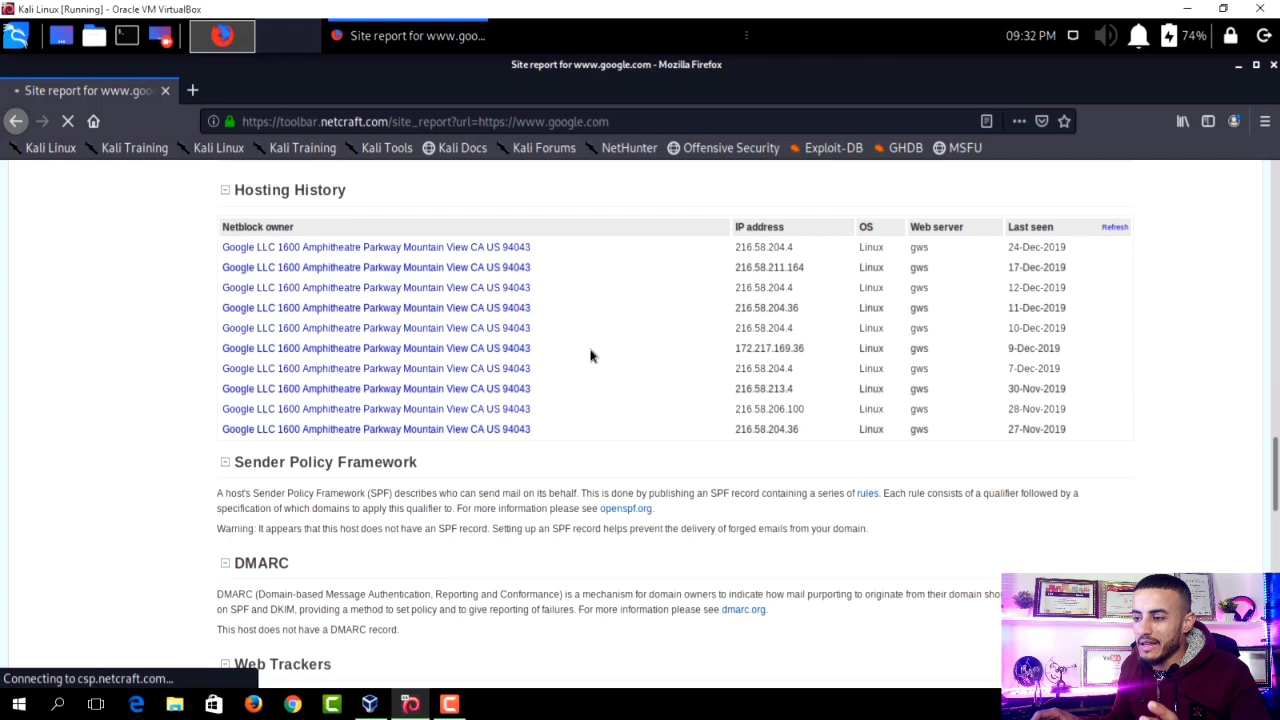 Kali Linux [Running] - Oracle VM VirtualBox
Site report for www.goo...
09:32 PM
74%
Site report for www.google.com - Mozilla Firefox
Site report for www.goo
https://toolbar.netcraft.com/site_report?url=https://www.google.com
Kali Linux Kali Training Kali Linux Kali Training Kali Tools Kali Docs Kali Forums NetHunter Offensive Security Exploit-DB GHDB MSFU
Hosting History
Netblock owner IP address OS Web server Last seen Refresh
Google LLC 1600 Amphitheatre Parkway Mountain View CA US 94043 216.58.204.4 Linux gws 24-Dec-2019
Google LLC 1600 Amphitheatre Parkway Mountain View CA US 94043 216.58.211.164 Linux gws 17-Dec-2019
Google LLC 1600 Amphitheatre Parkway Mountain View CA US 94043 216.58.204.4 Linux gws 12-Dec-2019
Google LLC 1600 Amphitheatre Parkway Mountain View CA US 94043 216.58.204.36 Linux gws 11-Dec-2019
Google LLC 1600 Amphitheatre Parkway Mountain View CA US 94043 216.58.204.4 Linux gws 10-Dec-2019
Google LLC 1600 Amphitheatre Parkway Mountain View CA US 94043 172.217.169.36 Linux gws 9-Dec-2019
Google LLC 1600 Amphitheatre Parkway Mountain View CA US 94043 216.58.204.4 Linux gws 7-Dec-2019
Google LLC 1600 Amphitheatre Parkway Mountain View CA US 94043 216.58.213.4 Linux gws 30-Nov-2019
Google LLC 1600 Amphitheatre Parkway Mountain View CA US 94043 216.58.206.100 Linux gws 28-Nov-2019
Google LLC 1600 Amphitheatre Parkway Mountain View CA US 94043 216.58.204.36 Linux gws 27-Nov-2019
Sender Policy Framework
A host's Sender Policy Framework (SPF) describes who can send mail on its behalf. This is done by publishing an SPF record containing a series of rules. Each rule consists of a qualifier followed by a
specification of which domains to apply this qualifier to. For more information please see openspf.org.
Warning: It appears that this host does not have an SPF record. Setting up an SPF record helps prevent the delivery of forged emails from your domain.
DMARC
DMARC (Domain-based Message Authentication, Reporting and Conformance) is a mechanism for domain owners to indicate how mail purporting to originate from their domain sho
on SPF and DKIM, providing a method to set policy and to give reporting of failures. For more information please see dmarc.org.
This host does not have a DMARC record.
Web Trackers
Connecting to csp.netcraft.com...